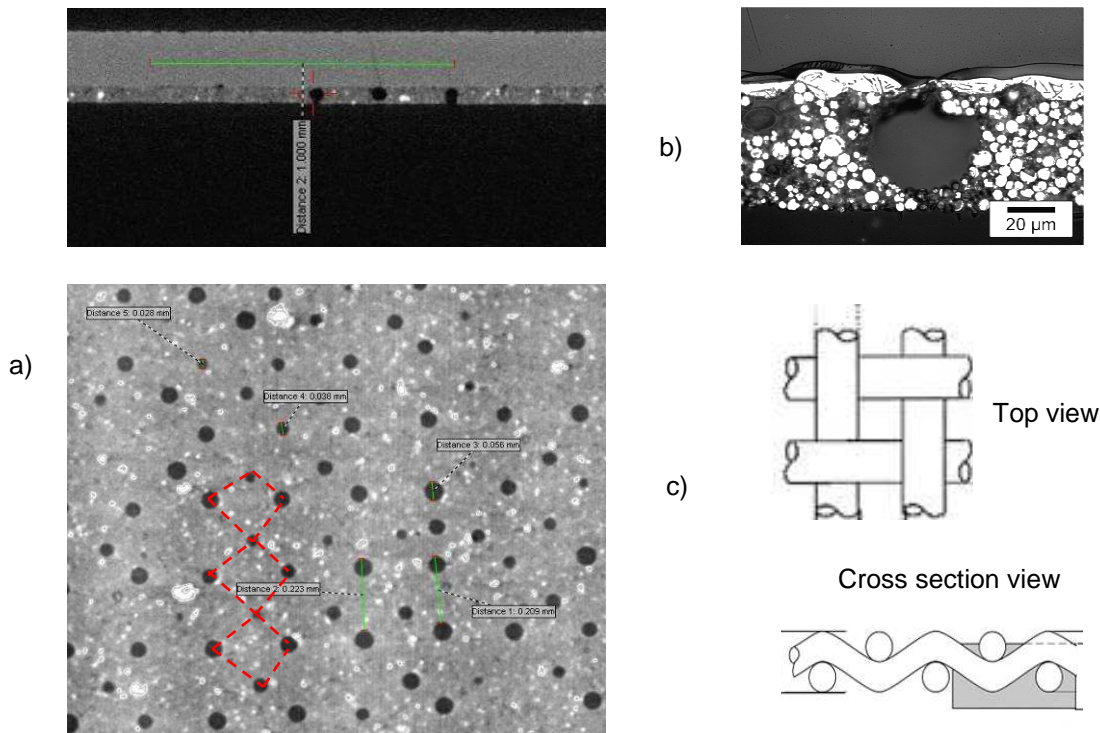 Distance 2: 1.000 mm
b)
20 µm
a)
Distance 5: 0.028 mm
Distance 4: 0.038 mm
Distance 3: 0.056 mm
Distance 2: 0.223 mm
Distance 1: 0.209 mm
Top view
c)
Cross section view